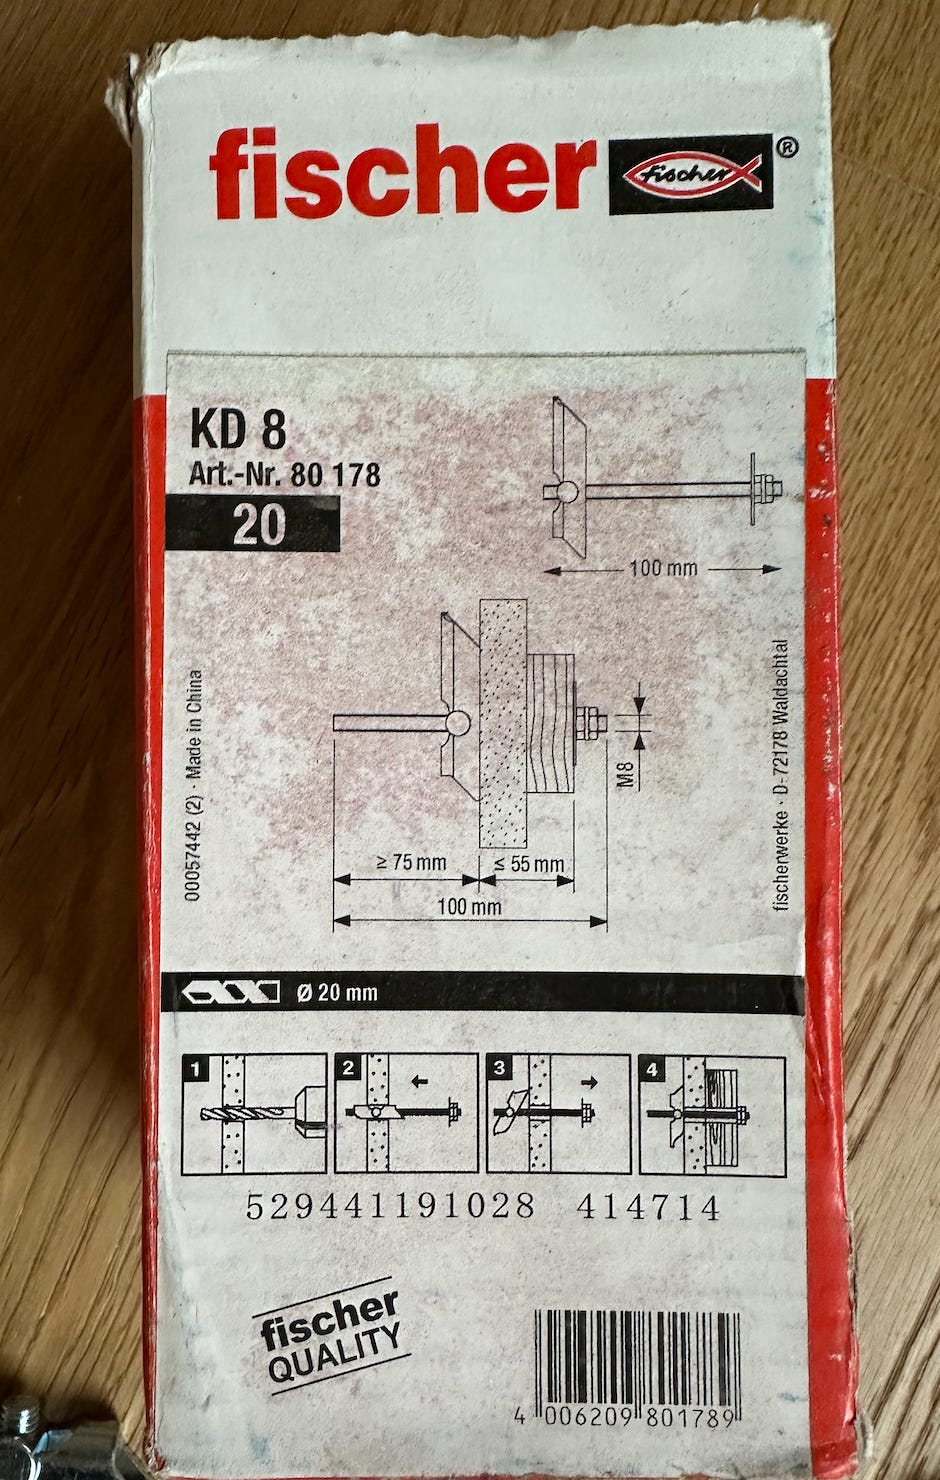 fischer fischer ®
KD 8
Art.-Nr. 80 178
20
100 mm
00057442 (2) · Made in China
fischerwerke · D-72178 Waldachtal
M8
≥ 75 mm
≤ 55 mm
100 mm
Ø 20 mm
1 2 3 4
529441191028 414714
fischer
QUALITY
4 006209 801789